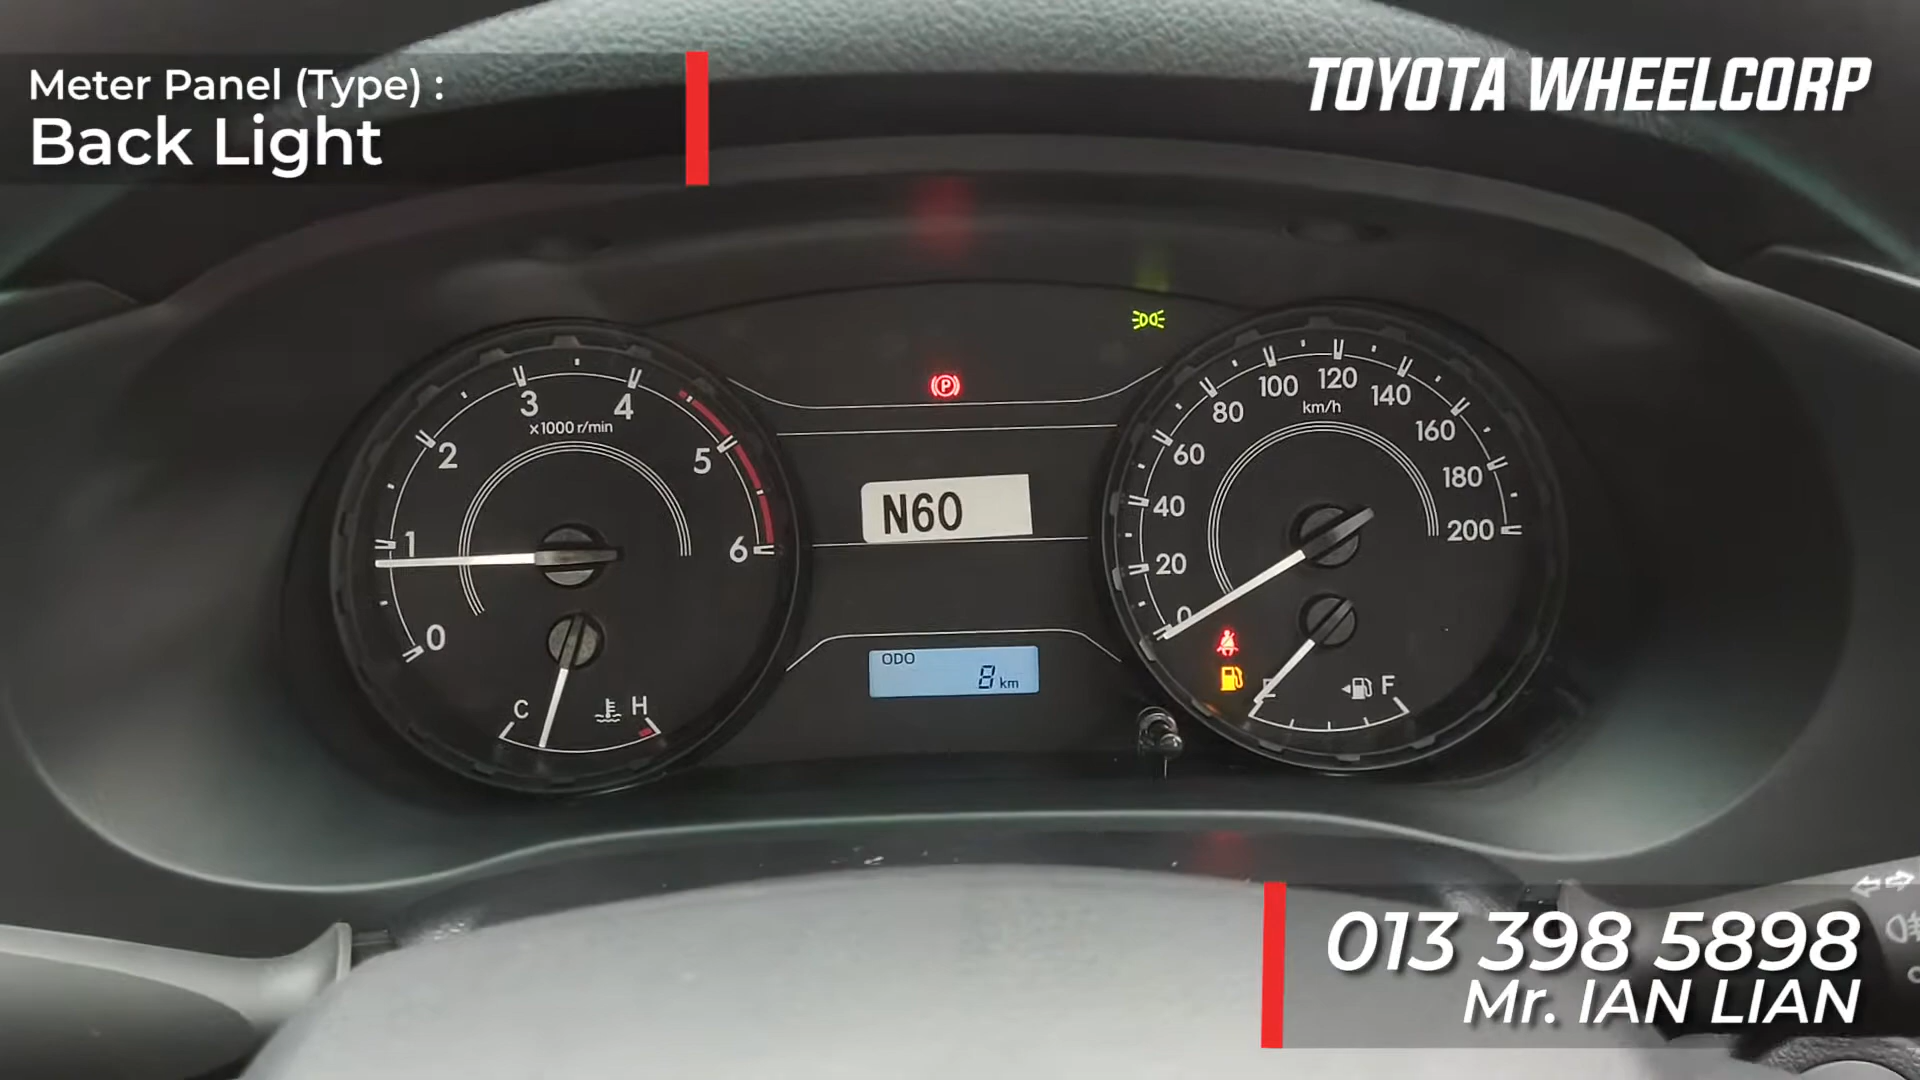 Meter Panel (Type) :
Back Light
TOYOTA WHEELCORP
0
1
2
3
4
5
6
x1000 r/min
C
H
N60
ODO
8 km
0
20
40
60
80
100
120
140
160
180
200
km/h
E
F
P
013 398 5898
Mr. IAN LIAN